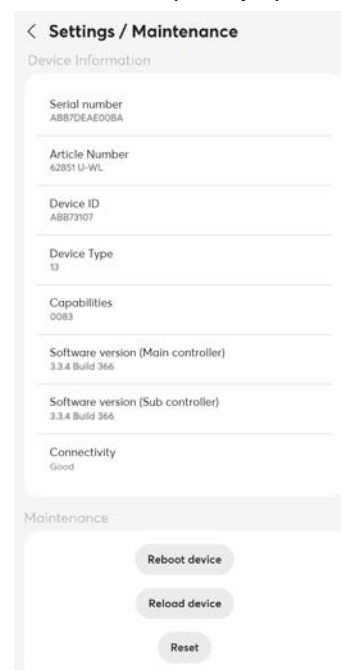 Settings / Maintenance
Device Information
Serial number
ABB7DEAE00BA
Article Number
62851 U-WL
Device ID
ABB73107
Device Type
13
Capabilities
0083
Software version (Main controller)
3.3.4 Build 366
Software version (Sub controller)
3.3.4 Build 366
Connectivity
Good
Maintenance
Reboot device
Reload device
Reset